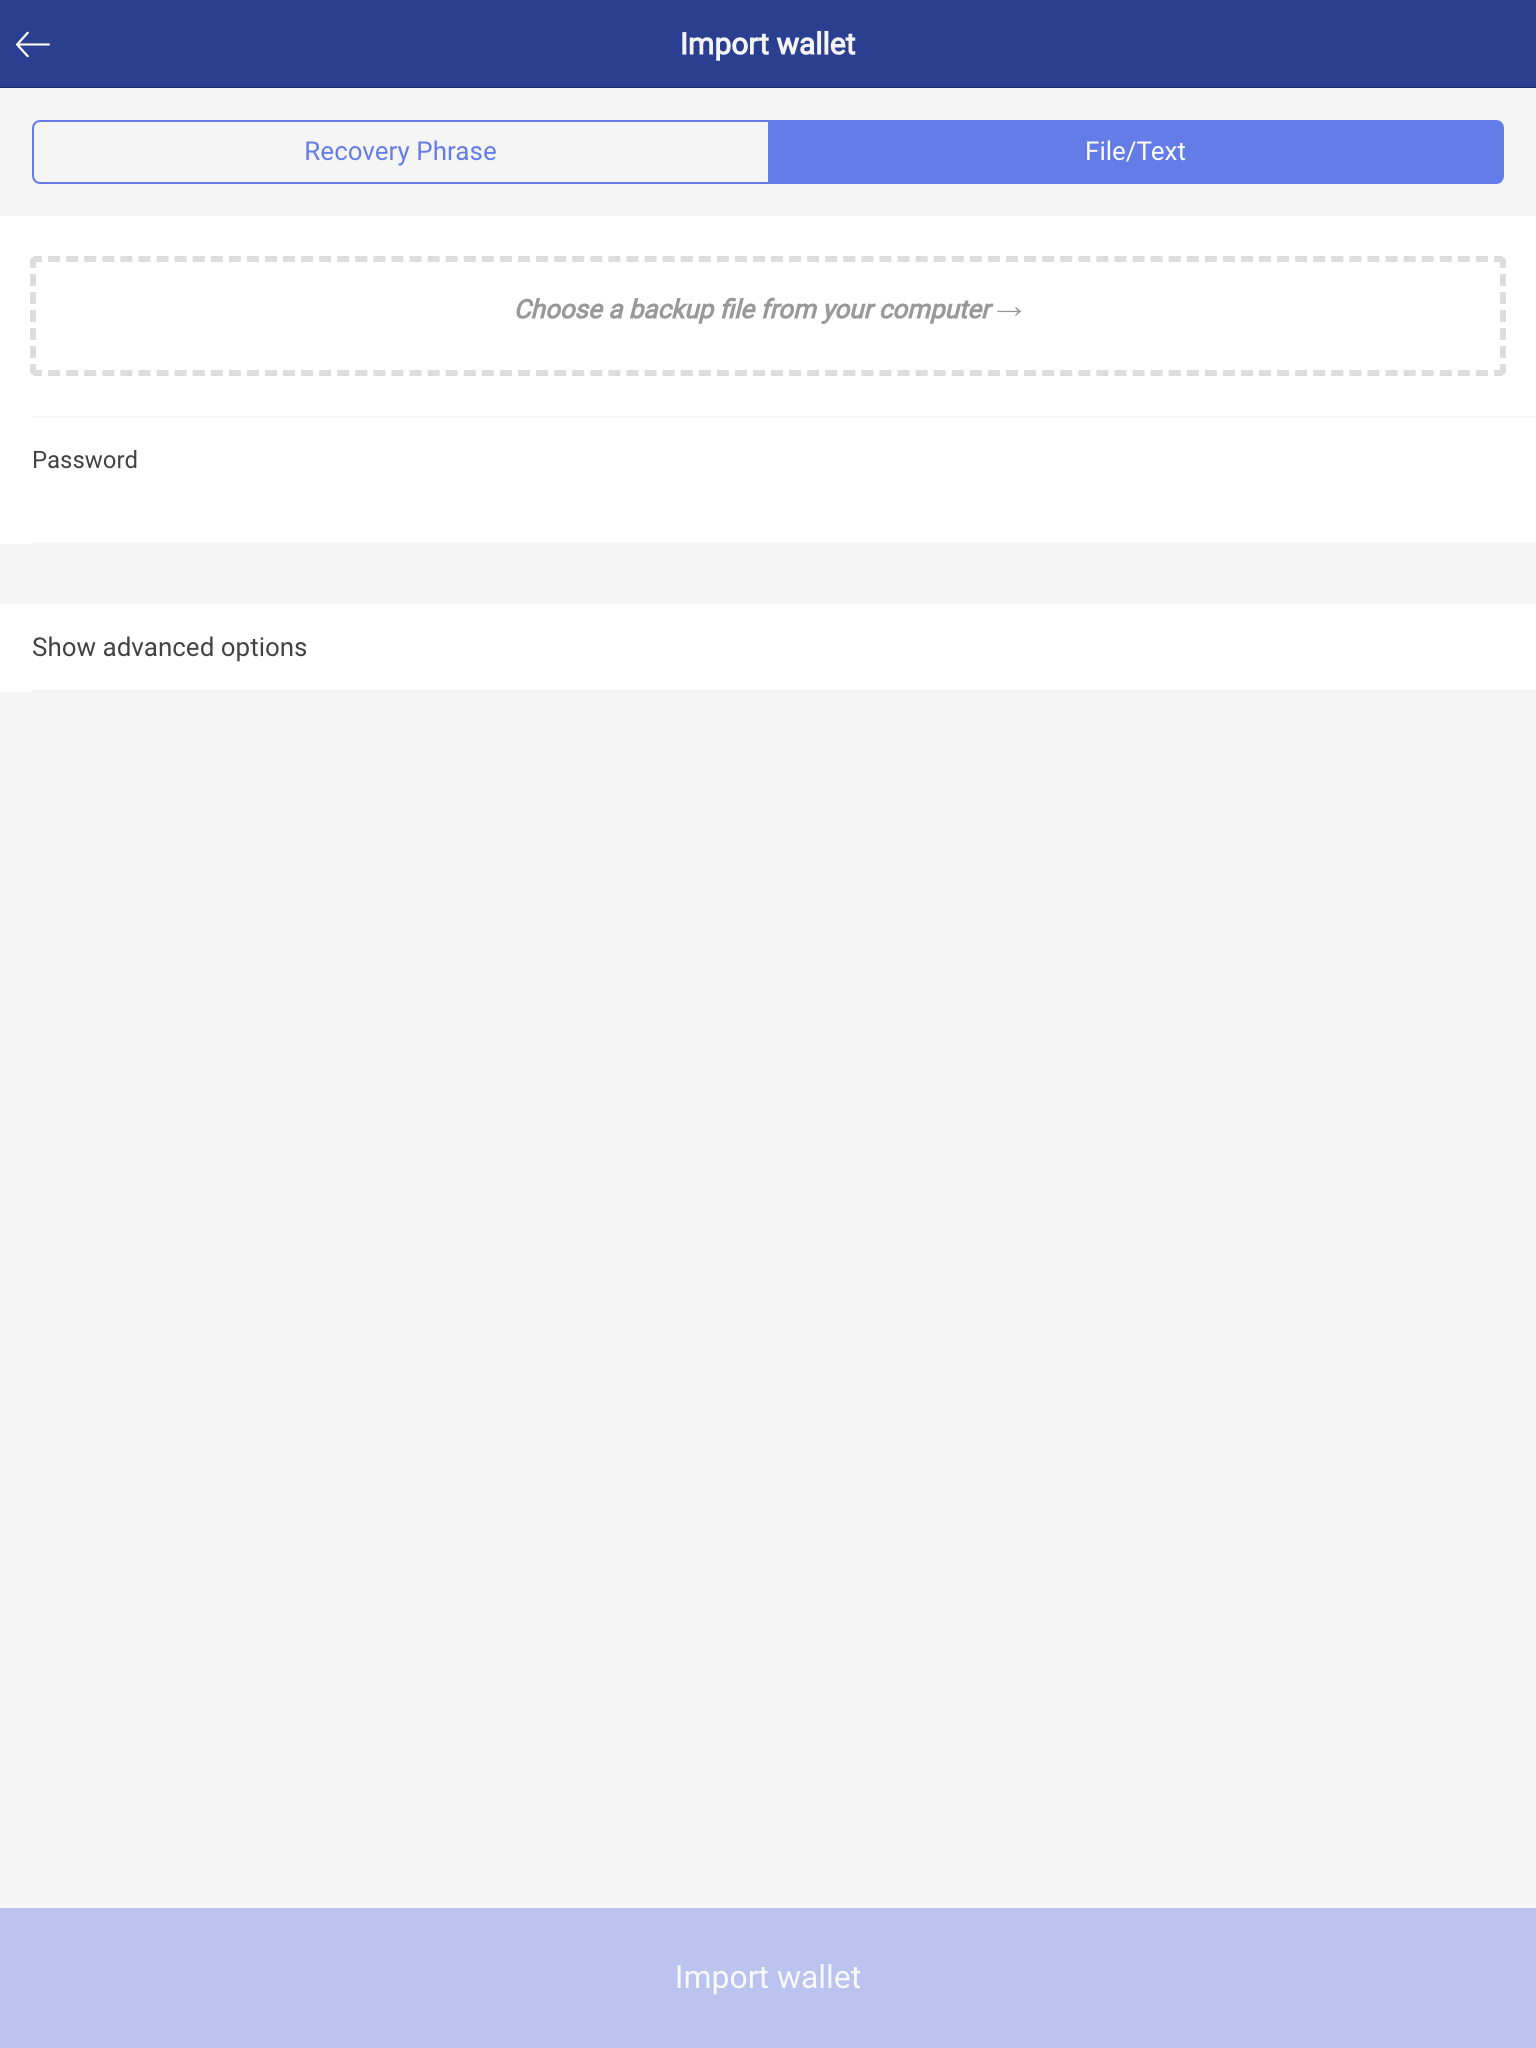 Import wallet
Recovery Phrase
File/Text
Choose a backup file from your computer →
Password
Show advanced options
Import wallet